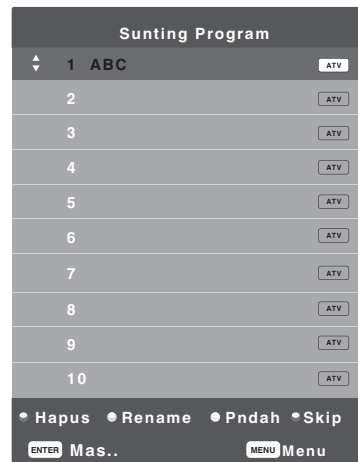 Sunting Program
1 ABC ATV
2 ATV
3 ATV
4 ATV
5 ATV
6 ATV
7 ATV
8 ATV
9 ATV
10 ATV
Hapus Rename Pndah Skip
ENTER Mas.. MENU Menu